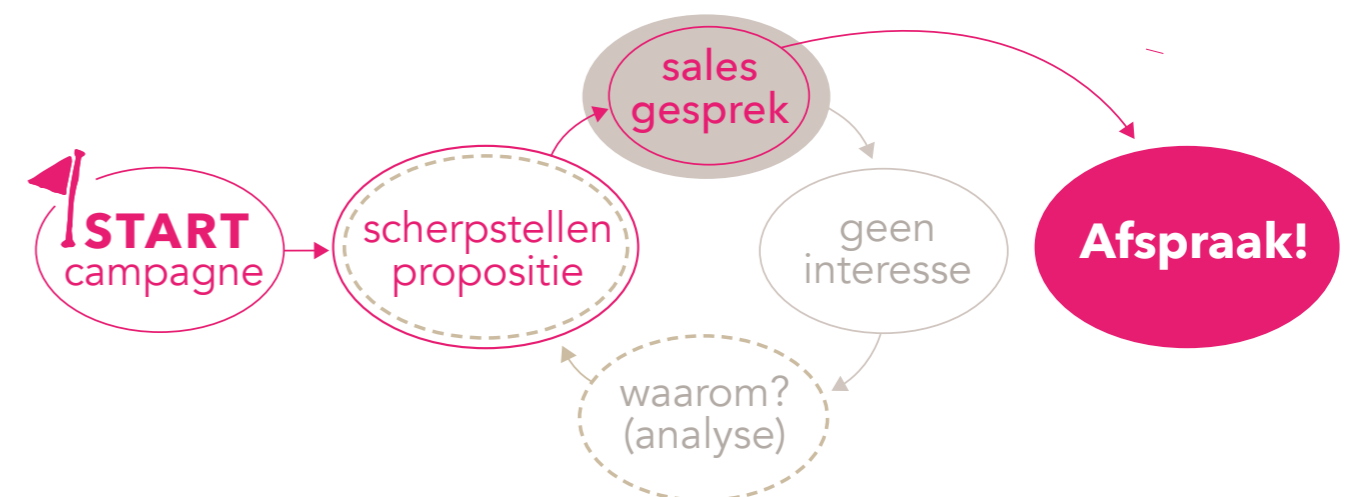 START
campagne
scherpstellen
propositie
sales
gesprek
geen
interesse
waarom?
(analyse)
Afspraak!